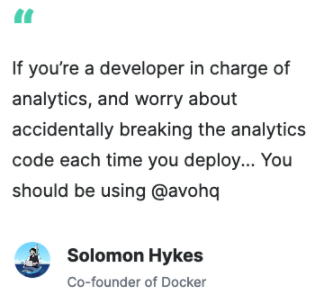 “
If you’re a developer in charge of
analytics, and worry about
accidentally breaking the analytics
code each time you deploy... You
should be using @avohq
Solomon Hykes
Co-founder of Docker